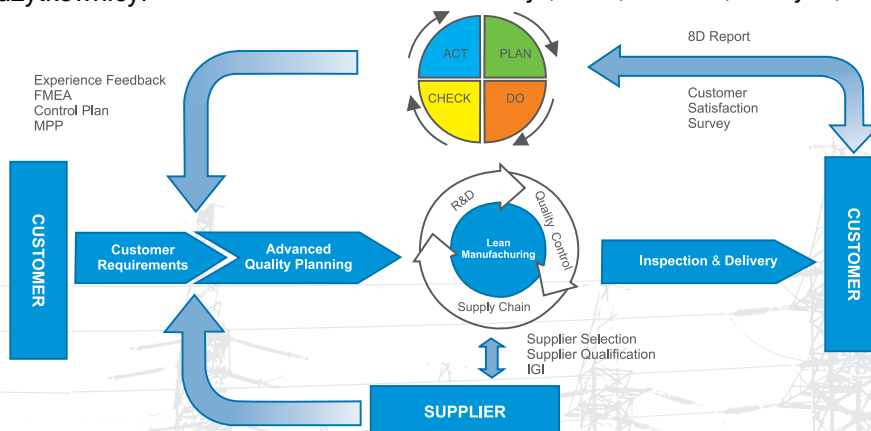 ACT
PLAN
CHECK
DO
8D Report
Customer
Satisfaction
Survey
Experience Feedback
FMEA
Control Plan
MPP
CUSTOMER
Customer
Requirements
Advanced
Quality Planning
R&D
Quality Control
Supply Chain
Lean
Manufachuring
Inspection & Delivery
CUSTOMER
Supplier Selection
Supplier Qualification
IGI
SUPPLIER